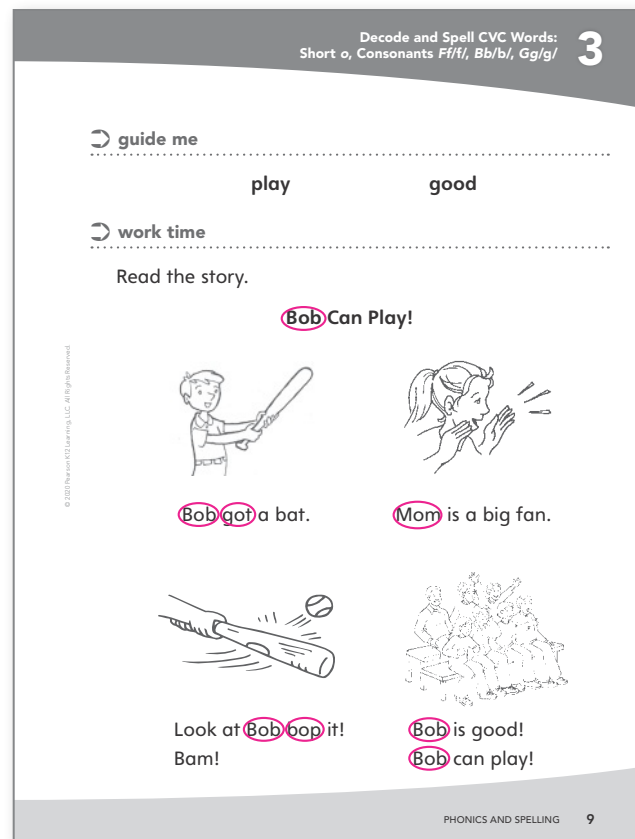 Decode and Spell CVC Words:
Short o, Consonants Ff/f/, Bb/b/, Gg/g/
3
guide me
play good
work time
Read the story.
Bob Can Play!
© 2020 Pearson K12 Learning, LLC. All Rights Reserved.
Bob got a bat. Mom is a big fan.
Look at Bob bop it! Bob is good!
Bam! Bob can play!
PHONICS AND SPELLING 9